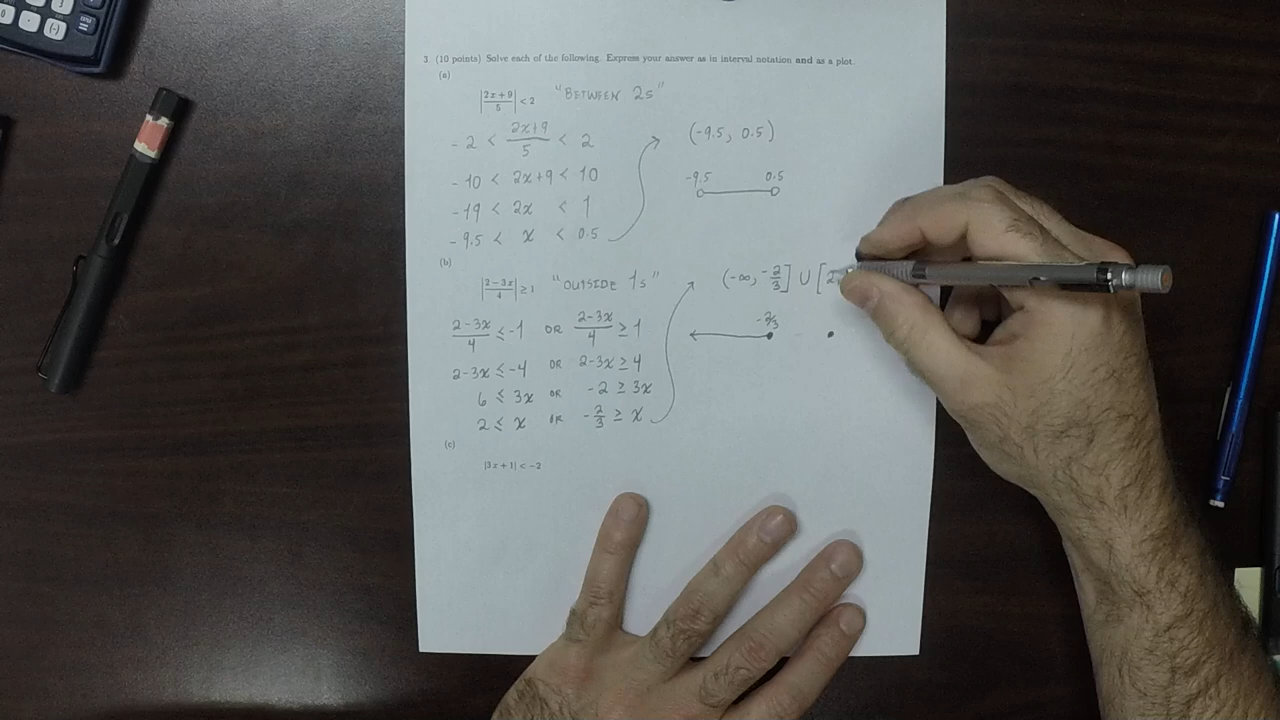 3. (10 points) Solve each of the following. Express your answer as in interval notation and as a plot.
(a)
|2x+9/5| < 2 "BETWEEN 2s"
-2 < 2x+9/5 < 2
-10 < 2x+9 < 10
-19 < 2x < 1
-9.5 < x < 0.5
(-9.5, 0.5)
-9.5 0.5
(b)
|2-3x/4| ≥ 1 "OUTSIDE 1s"
2-3x/4 ≤ -1 OR 2-3x/4 ≥ 1
2-3x ≤ -4 OR 2-3x ≥ 4
6 ≤ 3x OR -2 ≥ 3x
2 ≤ x OR -2/3 ≥ x
(-∞, -2/3] ∪ [2
-2/3
(c)
|3x+1| < -2
(-)